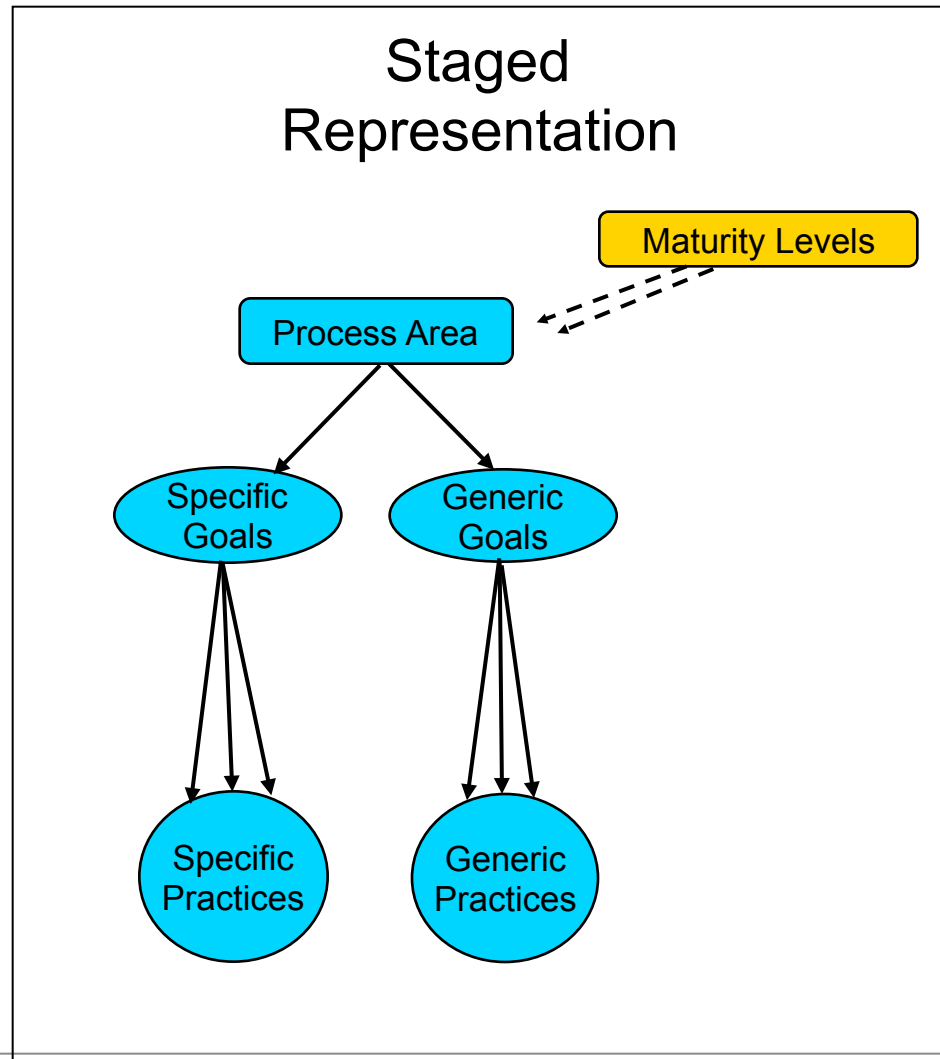 Staged
Representation
Maturity Levels
Process Area
Specific
Goals
Generic
Goals
Specific
Practices
Generic
Practices